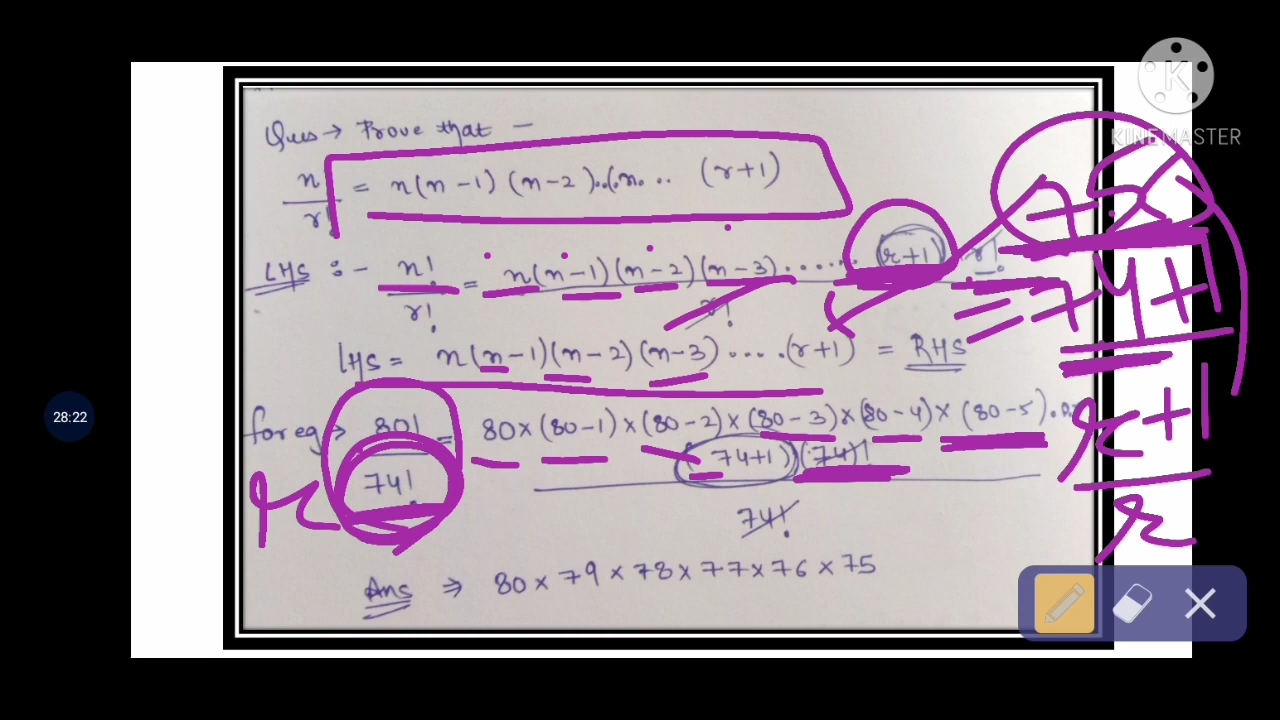 Ques → Prove that —
n/r! = n(n-1)(n-2)..(n... (r+1)
LHS :- n!/r! = n(n-1)(n-2)(n-3)......(r+1) . r!/r!
LHS = n(n-1)(n-2)(n-3)....(r+1) = RHS
for eg → 80!/74! = 80×(80-1)×(80-2)×(80-3)×(80-4)×(80-5)...
(74+1)(74)!
74!
Ans ⇒ 80×79×78×77×76×75
KINEMASTER
K
74+1
r+1
r
r
28:22